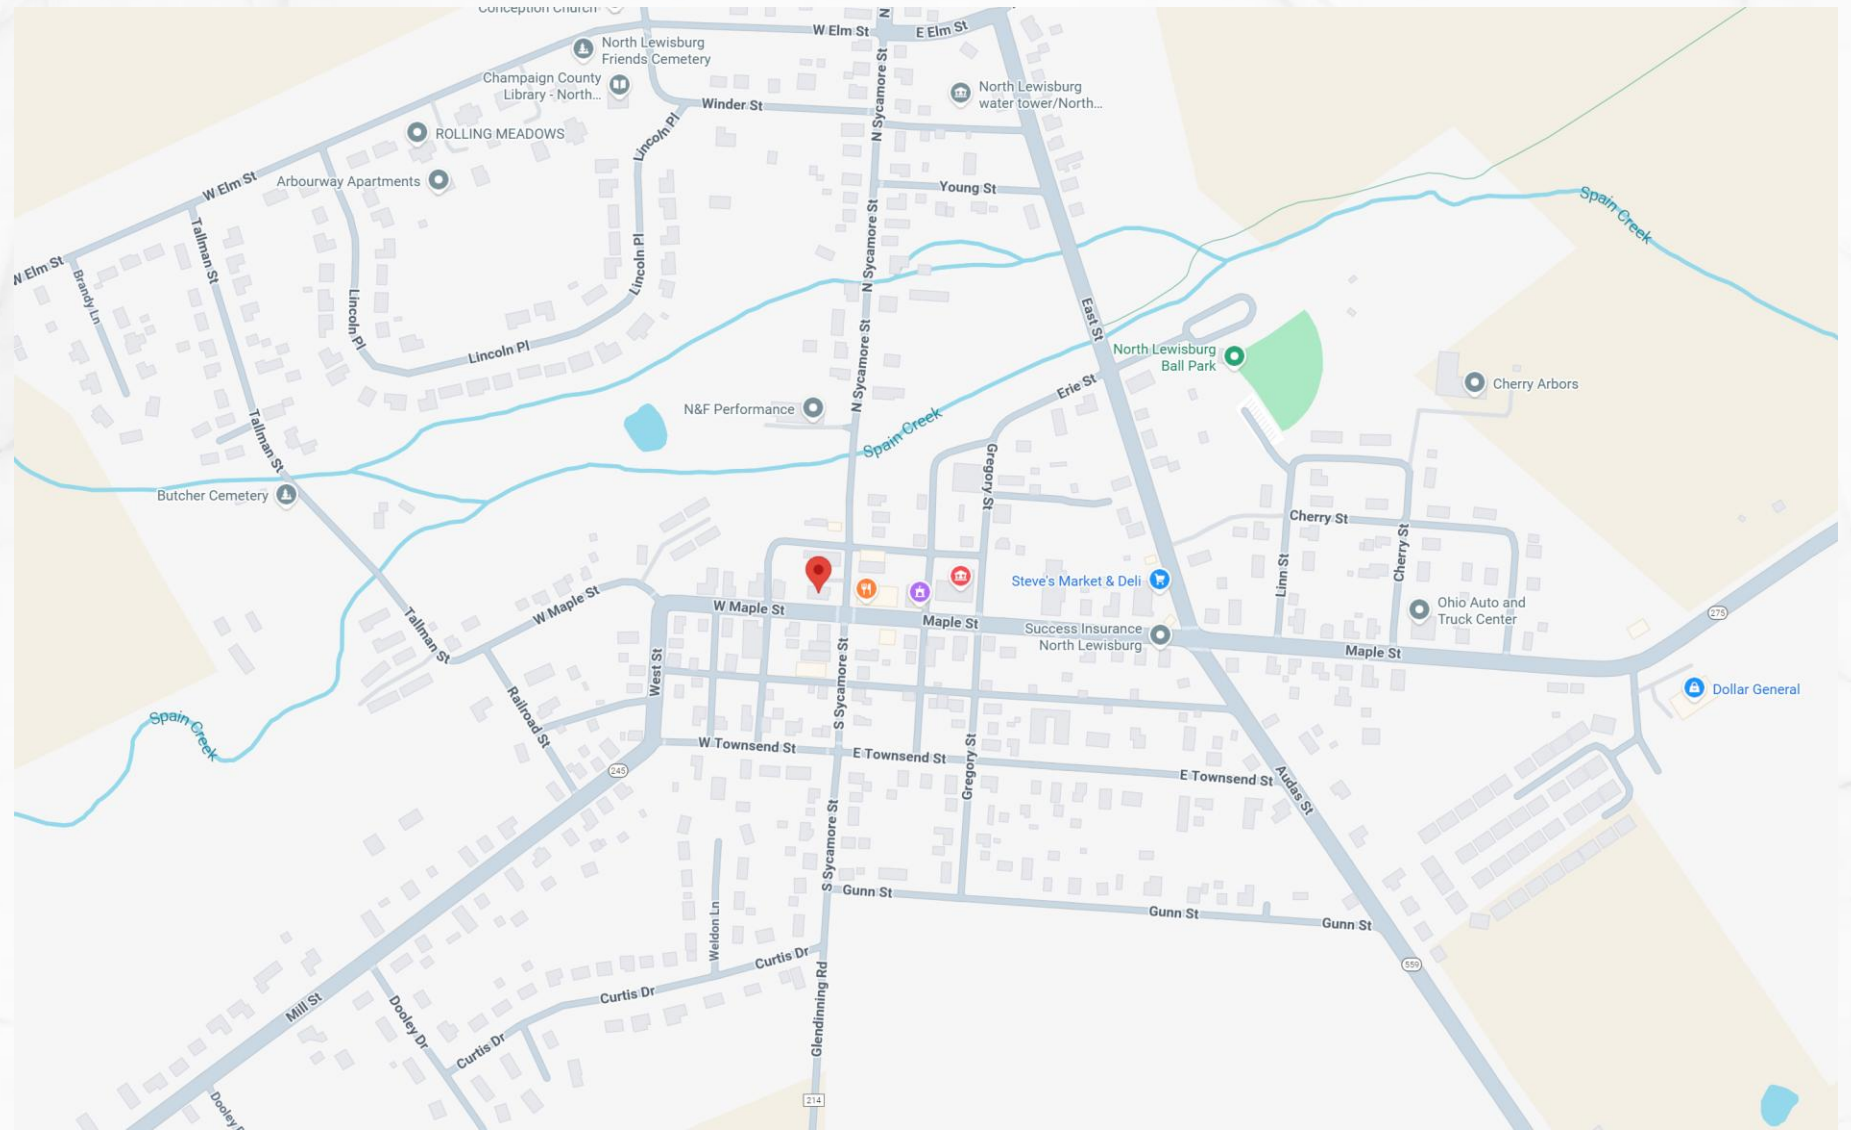 Conception Church
W Elm St
E Elm St
N
North Lewisburg
Friends Cemetery
N Sycamore St
Champaign County
Library - North...
North Lewisburg
water tower/North...
Winder St
ROLLING MEADOWS
Lincoln Pl
Arbourway Apartments
W Elm St
Young St
Spain Creek
Tallman St
N Sycamore St
Lincoln Pl
W Elm St
Brandy Ln
Lincoln Pl
East St
N Sycamore St
Lincoln Pl
North Lewisburg
Ball Park
Cherry Arbors
Erie St
N&F Performance
Spain Creek
Tallman St
Gregory St
Butcher Cemetery
Cherry St
Cherry St
Linn St
Steve's Market & Deli
W Maple St
W Maple St
Maple St
Ohio Auto and
Truck Center
275
Success Insurance
North Lewisburg
Tallman St
Maple St
West St
S Sycamore St
Dollar General
Railroad St
Spain Creek
W Townsend St
E Townsend St
E Townsend St
245
Gregory St
Audas St
S Sycamore St
Gunn St
Gunn St
Gunn St
Weldon Ln
Curtis Dr
559
Curtis Dr
Glendinning Rd
Mill St
Dooley Dr
Curtis Dr
214
Dooley